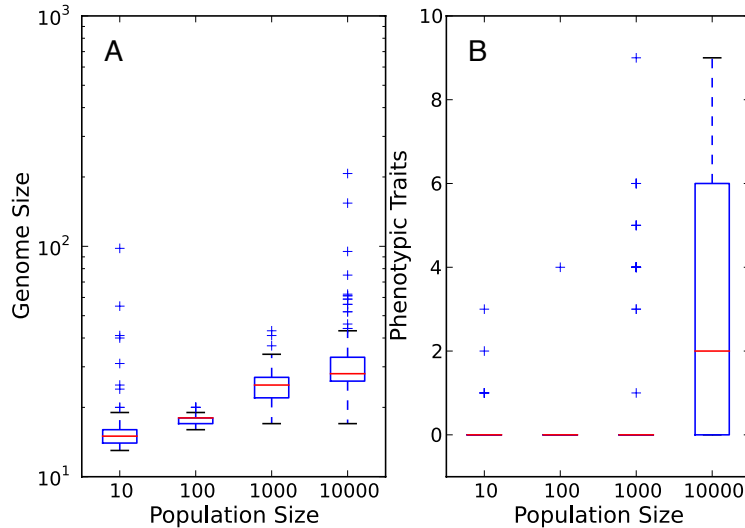 A
Genome Size
10³
10²
10¹
10 100 1000 10000
Population Size
B
Phenotypic Traits
10
8
6
4
2
0
10 100 1000 10000
Population Size